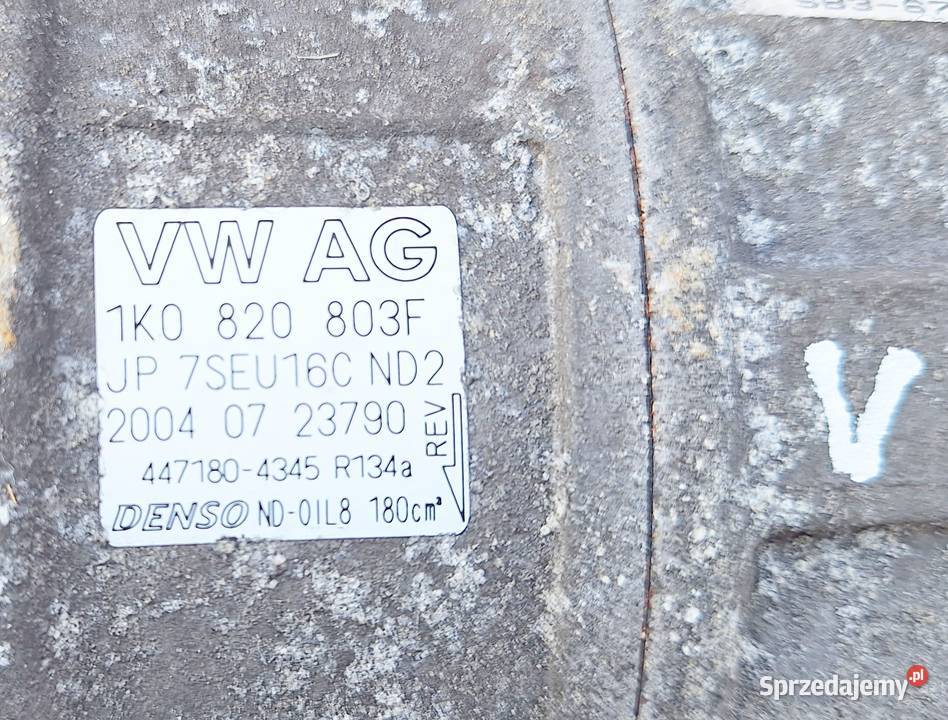 VW AG
1K0 820 803F
JP 7SEU16C ND2
2004 07 23790
REV
447180-4345 R134a
DENSO ND-OIL8 180cm³
V
Sprzedajemy.pl